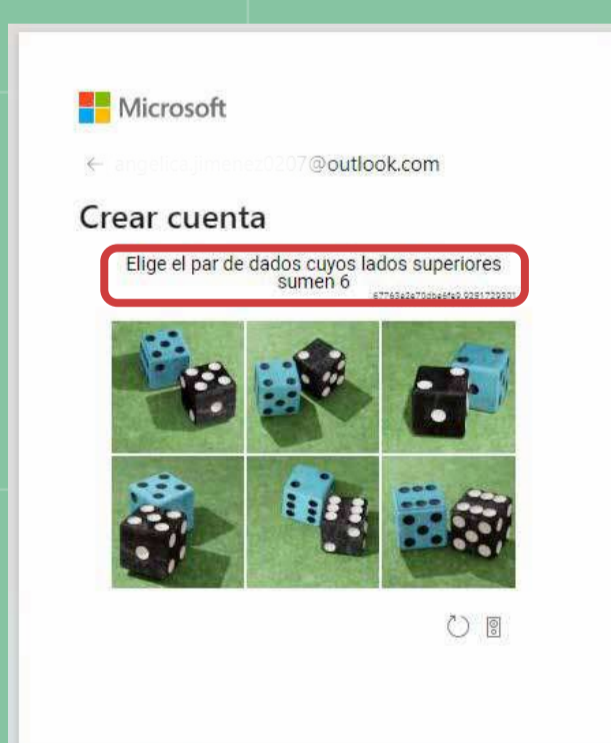 Microsoft
@outlook.com
Crear cuenta
Elige el par de dados cuyos lados superiores
sumen 6